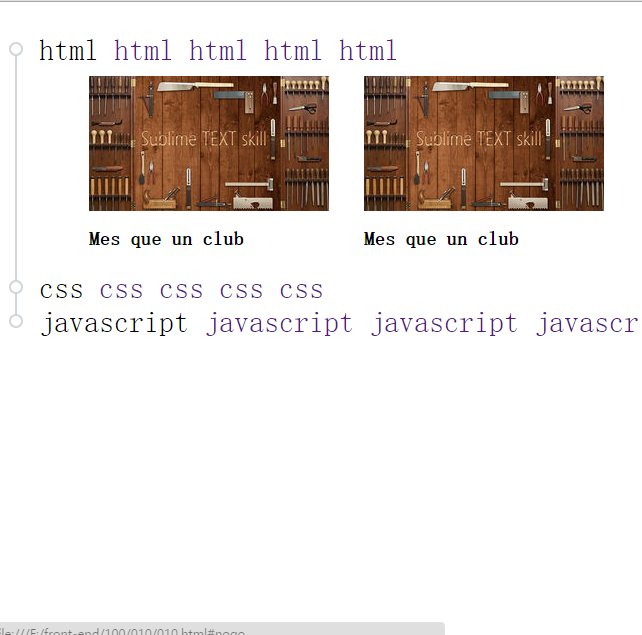 html html html html html
Sublime TEXT skill Sublime TEXT skill
Mes que un club Mes que un club
css css css css css
javascript javascript javascript javascr
file:///F:/front-end/100/010/010.html#nogo